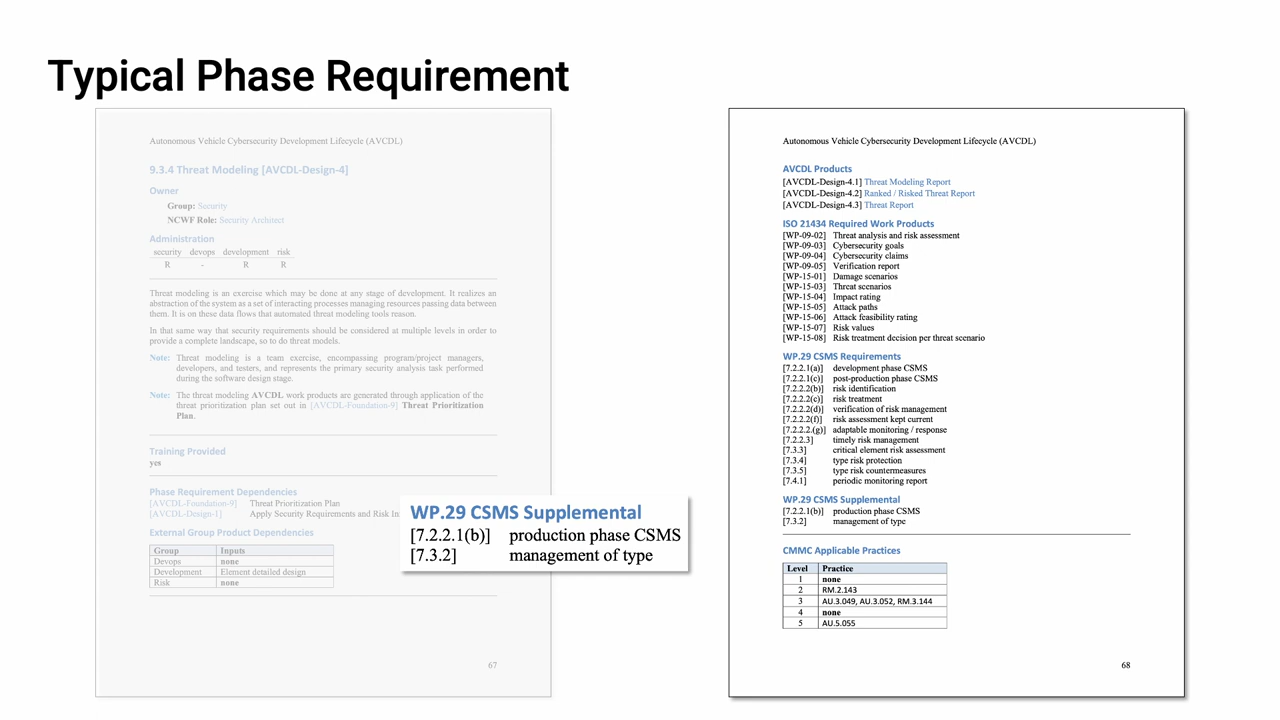 Typical Phase Requirement
Autonomous Vehicle Cybersecurity Development Lifecycle (AVCDL)
9.3.4 Threat Modeling [AVCDL-Design-4]
Owner
Group: Security
NCWF Role: Security Architect
Administration
security devops development risk
R - R R
Threat modeling is an exercise which may be done at any stage of development. It realizes an
abstraction of the system as a set of interacting processes managing resources passing data between
them. It is on these data flows that automated threat modeling tools reason.
In that same way that security requirements should be considered at multiple levels in order to
provide a complete landscape, so to do threat models.
Note: Threat modeling is a team exercise, encompassing program/project managers,
developers, and testers, and represents the primary security analysis task performed
during the software design stage.
Note: The threat modeling AVCDL work products are generated through application of the
threat prioritization plan set out in [AVCDL-Foundation-9] Threat Prioritization
Plan.
Training Provided
yes
Phase Requirement Dependencies
[AVCDL-Foundation-9] Threat Prioritization Plan
[AVCDL-Design-1] Apply Security Requirements and Risk In
External Group Product Dependencies
Group Inputs
Devops none
Development Element detailed design
Risk none
67
WP.29 CSMS Supplemental
[7.2.2.1(b)] production phase CSMS
[7.3.2] management of type
Autonomous Vehicle Cybersecurity Development Lifecycle (AVCDL)
AVCDL Products
[AVCDL-Design-4.1] Threat Modeling Report
[AVCDL-Design-4.2] Ranked / Risked Threat Report
[AVCDL-Design-4.3] Threat Report
ISO 21434 Required Work Products
[WP-09-02] Threat analysis and risk assessment
[WP-09-03] Cybersecurity goals
[WP-09-04] Cybersecurity claims
[WP-09-05] Verification report
[WP-15-01] Damage scenarios
[WP-15-03] Threat scenarios
[WP-15-04] Impact rating
[WP-15-05] Attack paths
[WP-15-06] Attack feasibility rating
[WP-15-07] Risk values
[WP-15-08] Risk treatment decision per threat scenario
WP.29 CSMS Requirements
[7.2.2.1(a)] development phase CSMS
[7.2.2.1(c)] post-production phase CSMS
[7.2.2.2(b)] risk identification
[7.2.2.2(c)] risk treatment
[7.2.2.2(d)] verification of risk management
[7.2.2.2(f)] risk assessment kept current
[7.2.2.2.(g)] adaptable monitoring / response
[7.2.2.3] timely risk management
[7.3.3] critical element risk assessment
[7.3.4] type risk protection
[7.3.5] type risk countermeasures
[7.4.1] periodic monitoring report
WP.29 CSMS Supplemental
[7.2.2.1(b)] production phase CSMS
[7.3.2] management of type
CMMC Applicable Practices
Level Practice
1 none
2 RM.2.143
3 AU.3.049, AU.3.052, RM.3.144
4 none
5 AU.5.055
68